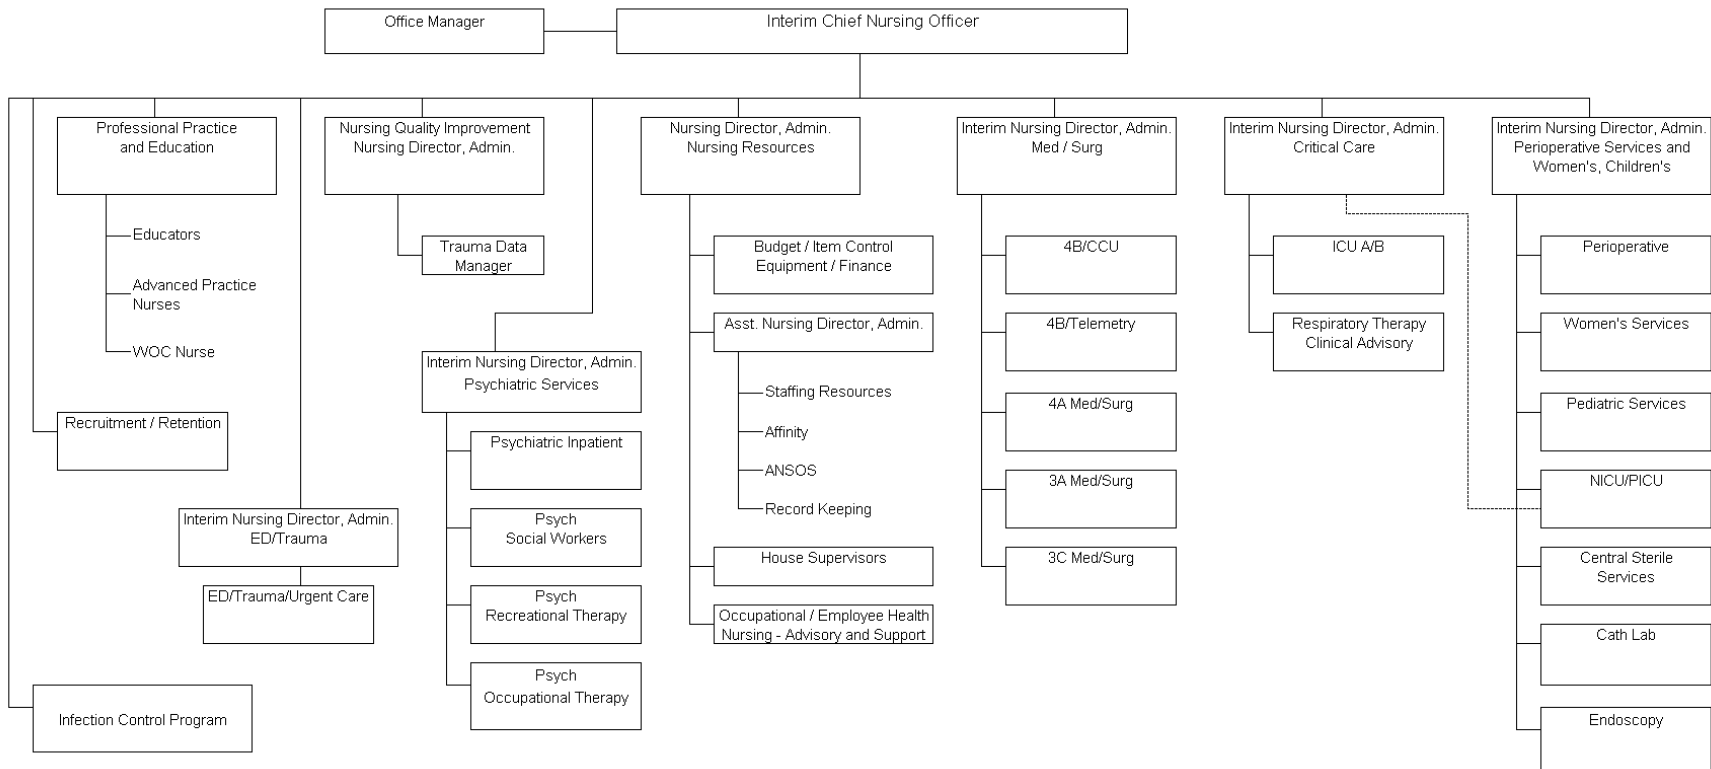 Office Manager
Interim Chief Nursing Officer
Professional Practice
and Education
Educators
Advanced Practice
Nurses
WOC Nurse
Recruitment / Retention
Interim Nursing Director, Admin.
ED/Trauma
ED/Trauma/Urgent Care
Infection Control Program
Nursing Quality Improvement
Nursing Director, Admin.
Trauma Data
Manager
Interim Nursing Director, Admin.
Psychiatric Services
Psychiatric Inpatient
Psych
Social Workers
Psych
Recreational Therapy
Psych
Occupational Therapy
Nursing Director, Admin.
Nursing Resources
Budget / Item Control
Equipment / Finance
Asst. Nursing Director, Admin.
Staffing Resources
Affinity
ANSOS
Record Keeping
House Supervisors
Occupational / Employee Health
Nursing - Advisory and Support
Interim Nursing Director, Admin.
Med / Surg
4B/CCU
4B/Telemetry
4A Med/Surg
3A Med/Surg
3C Med/Surg
Interim Nursing Director, Admin.
Critical Care
ICU A/B
Respiratory Therapy
Clinical Advisory
Interim Nursing Director, Admin.
Perioperative Services and
Women's, Children's
Perioperative
Women's Services
Pediatric Services
NICU/PICU
Central Sterile
Services
Cath Lab
Endoscopy